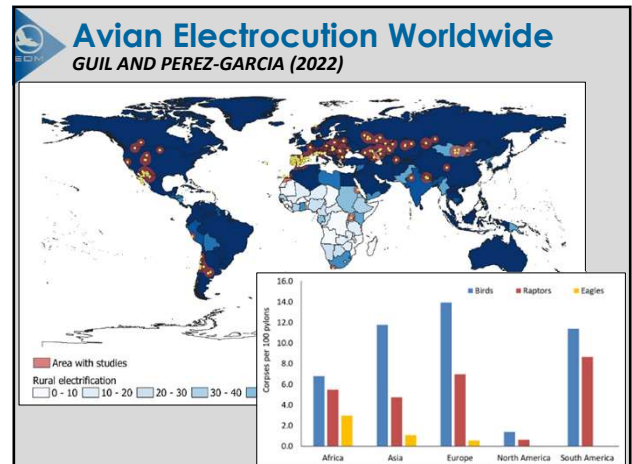 EDM
Avian Electrocution Worldwide
GUIL AND PEREZ-GARCIA (2022)
Area with studies
Rural electrification
0 - 10 10 - 20 20 - 30 30 - 40
Birds Raptors Eagles
Corpses per 100 pylons
16.0
14.0
12.0
10.0
8.0
6.0
4.0
2.0
0.0
Africa Asia Europe North America South America